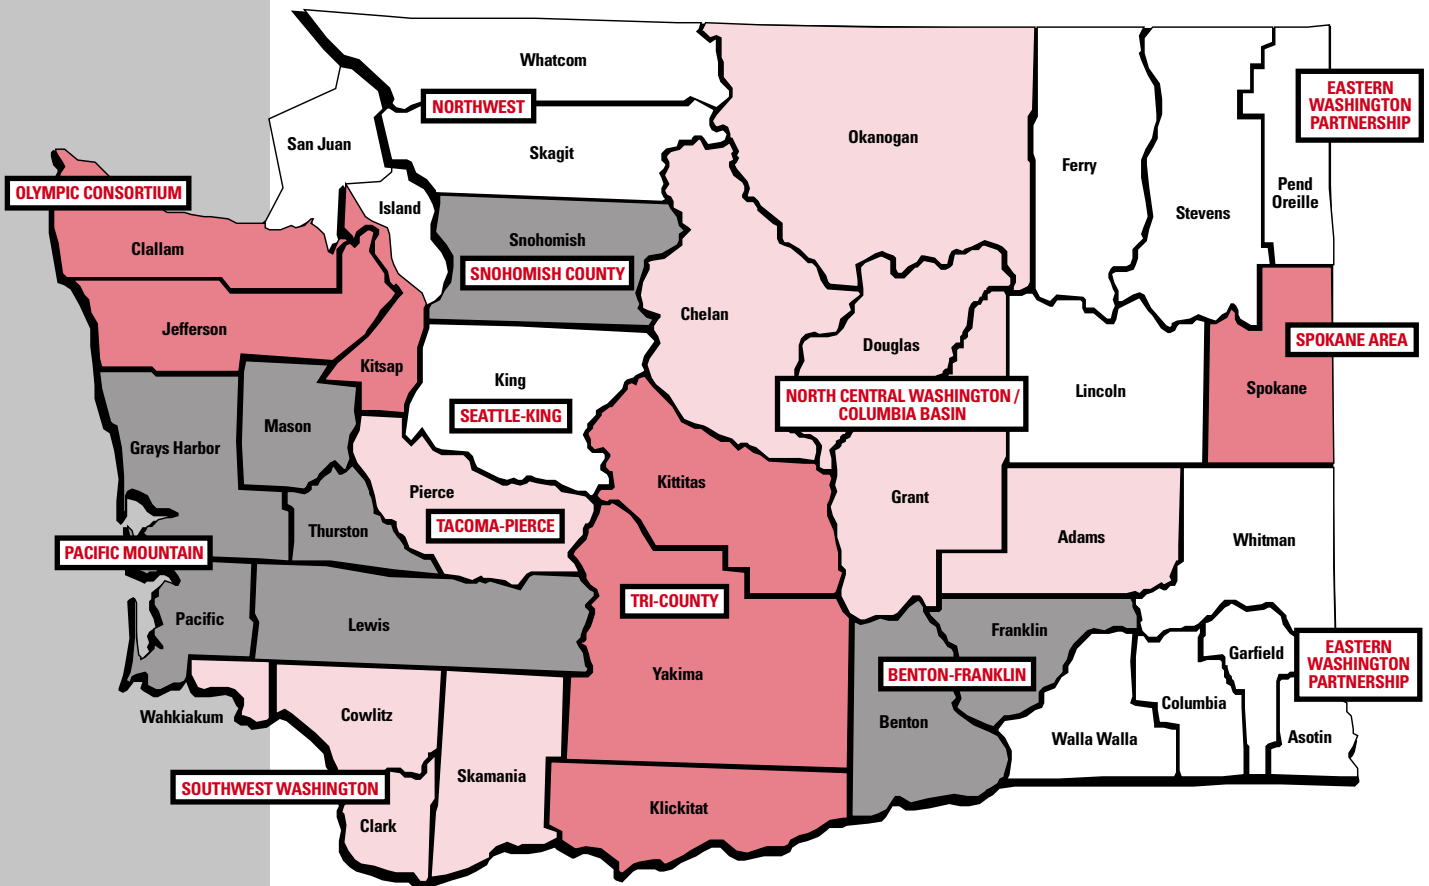 Whatcom
NORTHWEST
EASTERN
WASHINGTON
PARTNERSHIP
San Juan
Skagit
Okanogan
Ferry
Pend
Oreille
OLYMPIC CONSORTIUM
Island
Stevens
Clallam
Snohomish
SNOHOMISH COUNTY
Jefferson
Chelan
Douglas
SPOKANE AREA
Kitsap
King
SEATTLE-KING
NORTH CENTRAL WASHINGTON /
COLUMBIA BASIN
Lincoln
Spokane
Mason
Grays Harbor
Pierce
Kittitas
Grant
TACOMA-PIERCE
Thurston
Adams
Whitman
PACIFIC MOUNTAIN
TRI-COUNTY
Pacific
Lewis
Franklin
Garfield
EASTERN
WASHINGTON
PARTNERSHIP
Yakima
BENTON-FRANKLIN
Columbia
Wahkiakum
Cowlitz
Benton
Walla Walla
Asotin
Skamania
SOUTHWEST WASHINGTON
Klickitat
Clark